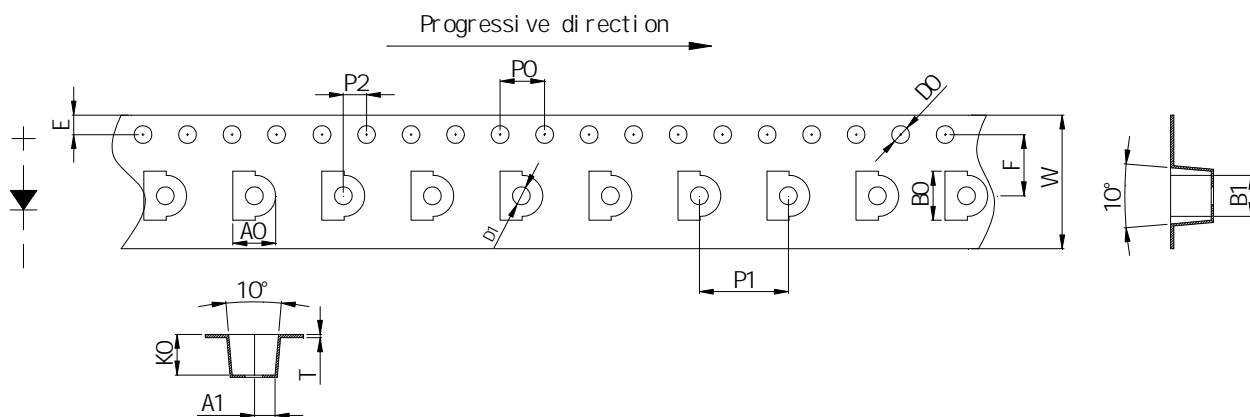 Progressive direction
P0
P2
D0
E
F
W
B0
10°
B1
A0
D1
P1
10°
K0
T
A1